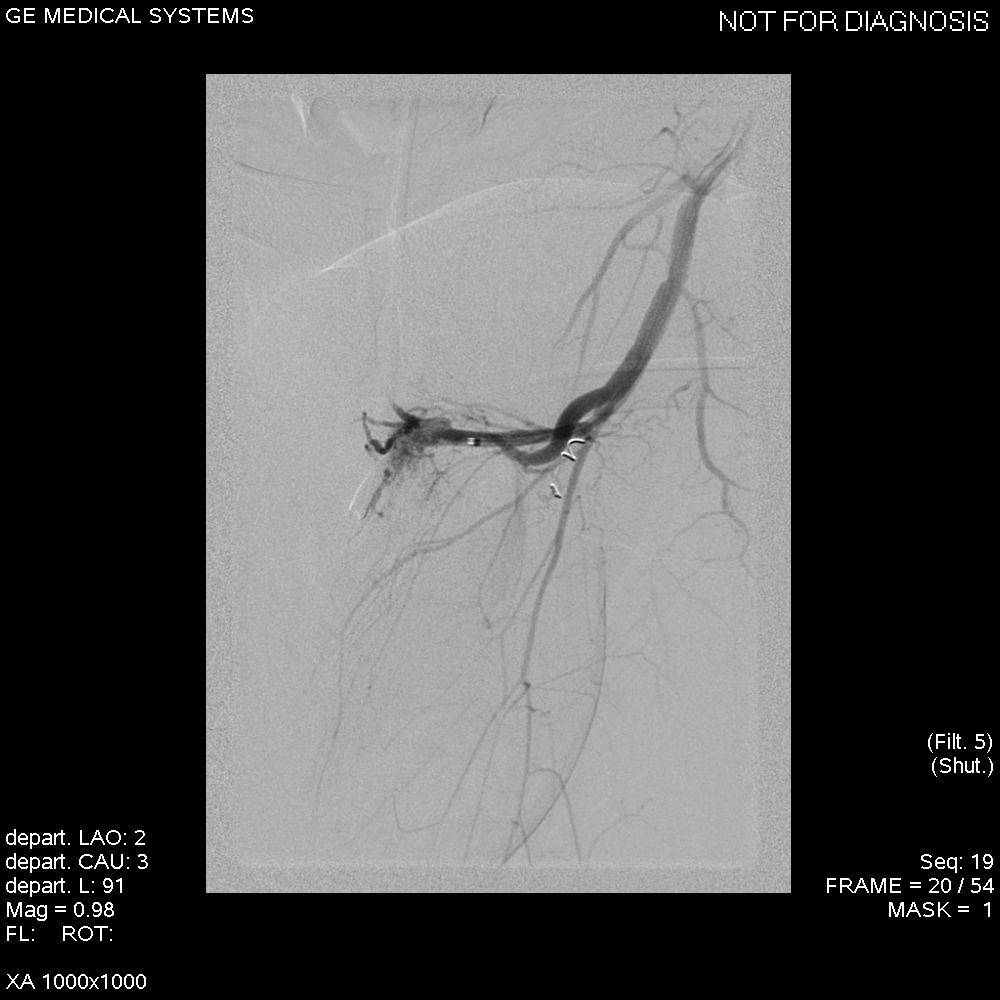 GE MEDICAL SYSTEMS
NOT FOR DIAGNOSIS
(Filt. 5)
(Shut.)
depart. LAO: 2
depart. CAU: 3
depart. L: 91
Mag = 0.98
FL: ROT:
XA 1000x1000
Seq: 19
FRAME = 20 / 54
MASK = 1